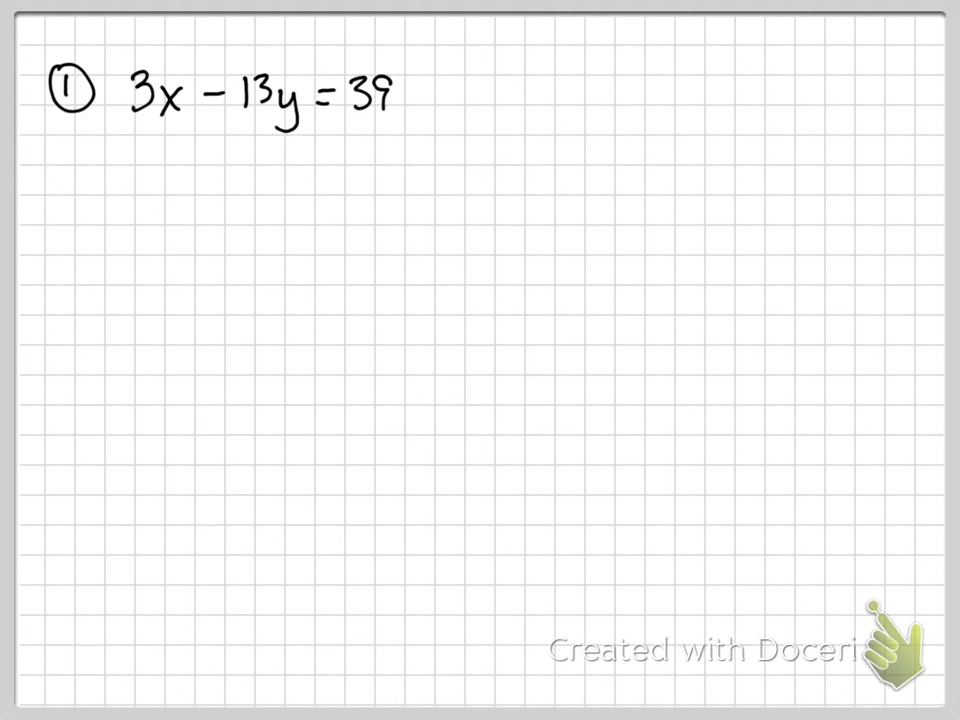 ① 3x - 13y = 39
Created with Doceri